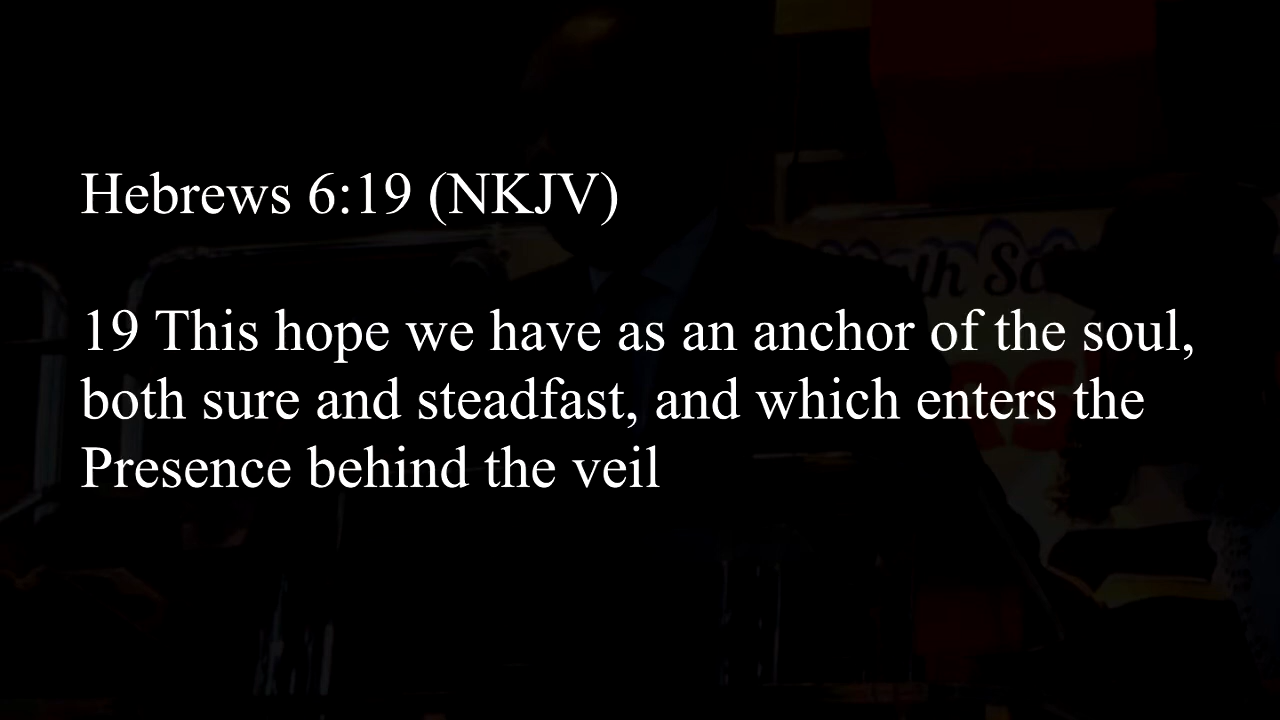 Hebrews 6:19 (NKJV)
19 This hope we have as an anchor of the soul,
both sure and steadfast, and which enters the
Presence behind the veil